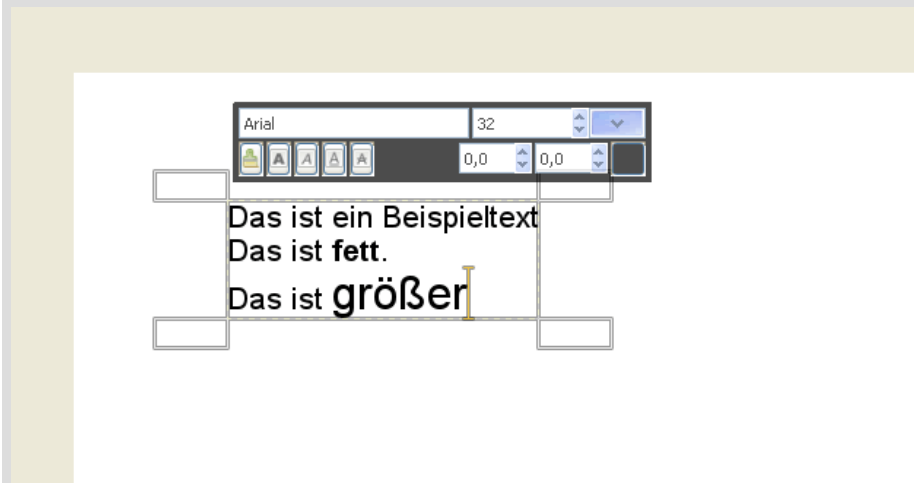 Arial 32
A A A A 0,0 0,0
Das ist ein Beispieltext
Das ist fett.
Das ist größer